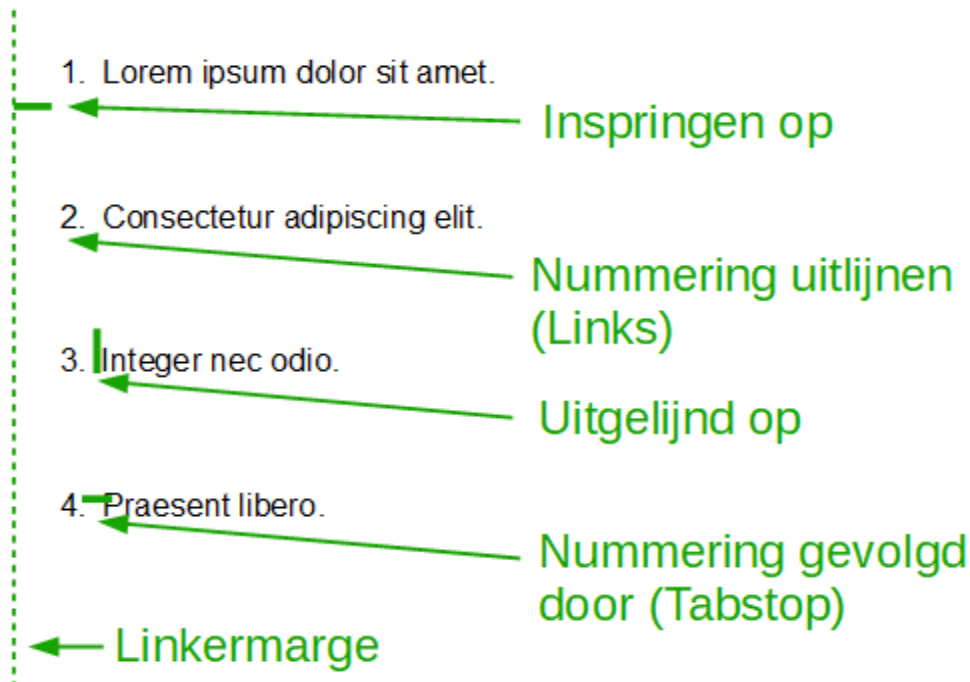 1. Lorem ipsum dolor sit amet.
Inspringen op
2. Consectetur adipiscing elit.
Nummering uitlijnen
(Links)
3. Integer nec odio.
Uitgelijnd op
4. Praesent libero.
Nummering gevolgd
door (Tabstop)
Linkermarge